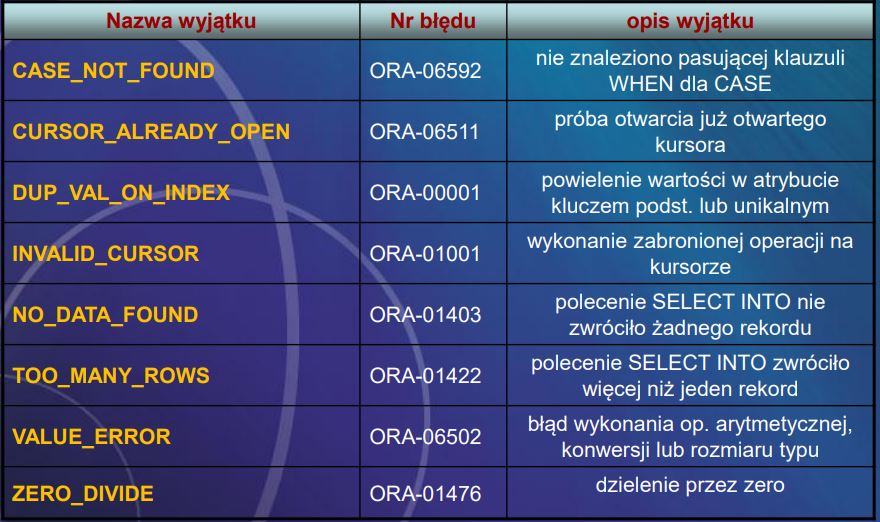 Nazwa wyjątku Nr błędu opis wyjątku
CASE_NOT_FOUND ORA-06592 nie znaleziono pasującej klauzuli
WHEN dla CASE
CURSOR_ALREADY_OPEN ORA-06511 próba otwarcia już otwartego
kursora
DUP_VAL_ON_INDEX ORA-00001 powielenie wartości w atrybucie
kluczem podst. lub unikalnym
INVALID_CURSOR ORA-01001 wykonanie zabronionej operacji na
kursorze
NO_DATA_FOUND ORA-01403 polecenie SELECT INTO nie
zwróciło żadnego rekordu
TOO_MANY_ROWS ORA-01422 polecenie SELECT INTO zwróciło
więcej niż jeden rekord
VALUE_ERROR ORA-06502 błąd wykonania op. arytmetycznej,
konwersji lub rozmiaru typu
ZERO_DIVIDE ORA-01476 dzielenie przez zero